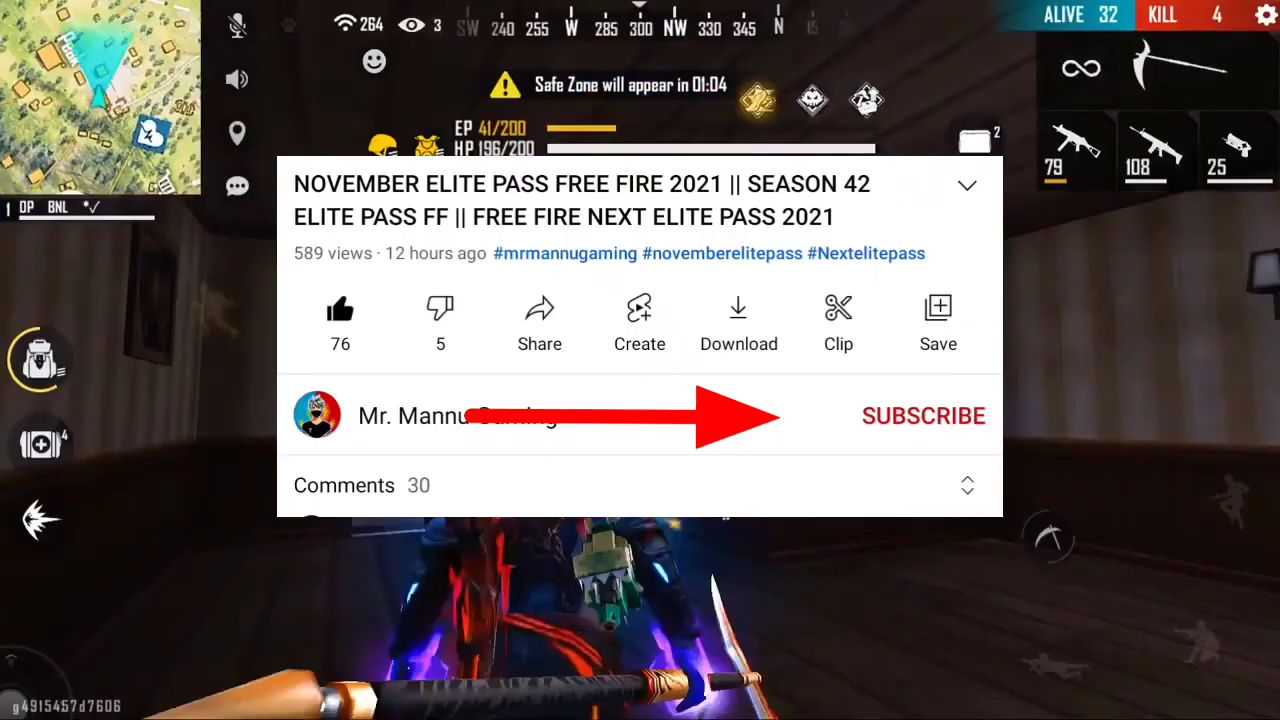 264
3
SW 240 255 W 285 300 NW 330 345 N 15
ALIVE 32 KILL 4
Safe Zone will appear in 01:04
EP 41/200
HP 196/200
2
79
108
25
1 OP BNL
NOVEMBER ELITE PASS FREE FIRE 2021 || SEASON 42
ELITE PASS FF || FREE FIRE NEXT ELITE PASS 2021
589 views · 12 hours ago #mrmannugaming #novemberelitepass #Nextelitepass
76
5
Share
Create
Download
Clip
Save
Mr. Mannu Gaming
SUBSCRIBE
Comments 30
4
g4915457d7606